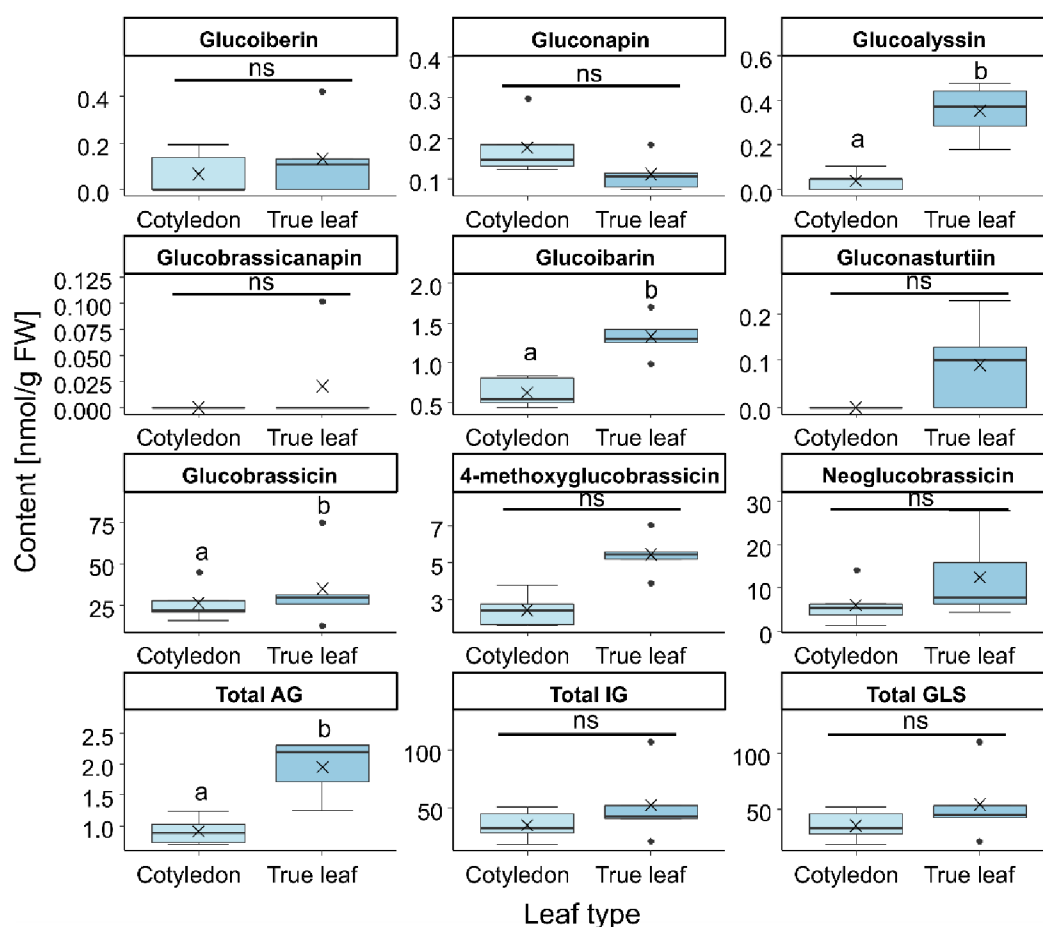 Glucoiberin
Gluconapin
Glucoalyssin
ns
0.4
0.2
0.0
Cotyledon
True leaf
ns
0.4
0.3
0.2
0.1
Cotyledon
True leaf
a
b
0.6
0.4
0.2
0.0
Cotyledon
True leaf
Glucobrassicanapin
Glucoibarin
Gluconasturtiin
ns
0.125
0.100
0.075
0.050
0.025
0.000
Cotyledon
True leaf
a
b
2.0
1.5
1.0
0.5
Cotyledon
True leaf
ns
0.2
0.1
0.0
Cotyledon
True leaf
Glucobrassicin
4-methoxyglucobrassicin
Neoglucobrassicin
a
b
75
50
25
Cotyledon
True leaf
ns
7
5
3
Cotyledon
True leaf
ns
30
20
10
0
Cotyledon
True leaf
Total AG
Total IG
Total GLS
a
b
2.5
2.0
1.5
1.0
Cotyledon
True leaf
ns
100
50
Cotyledon
True leaf
ns
100
50
Cotyledon
True leaf
Content [nmol/g FW]
Leaf type